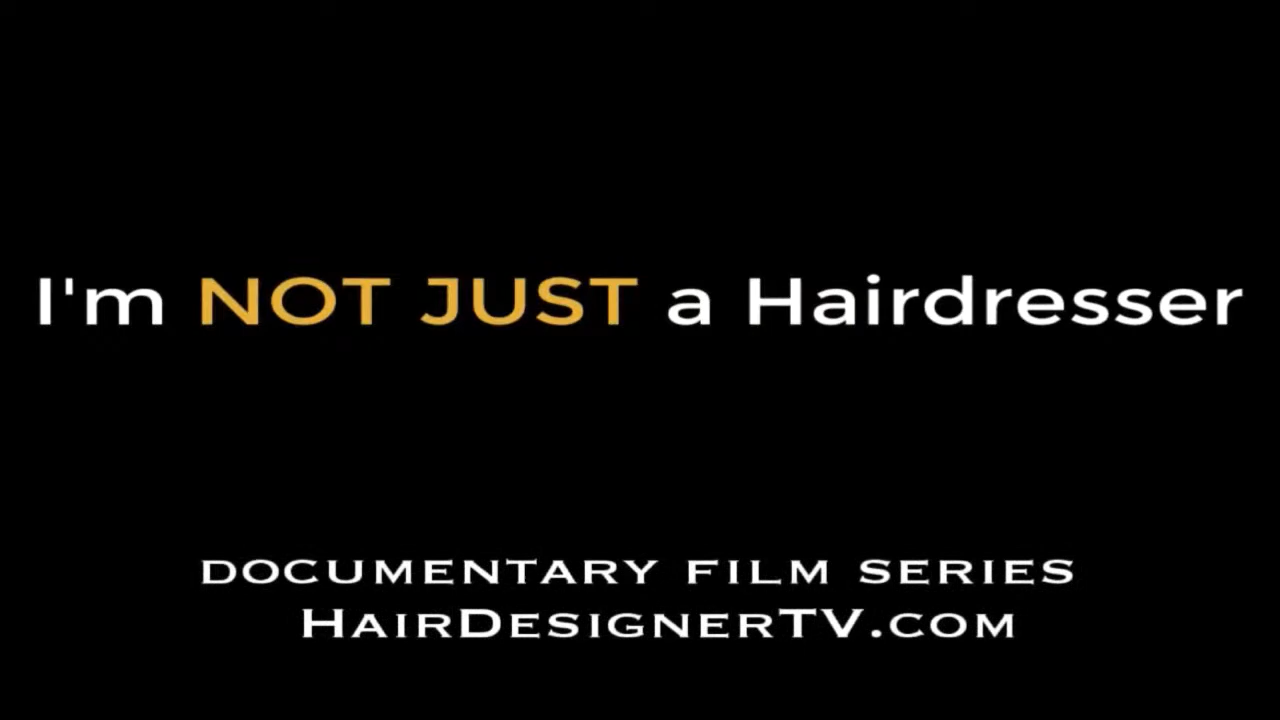 I'm NOT JUST a Hairdresser
DOCUMENTARY FILM SERIES
HAIRDESIGNERTV.COM